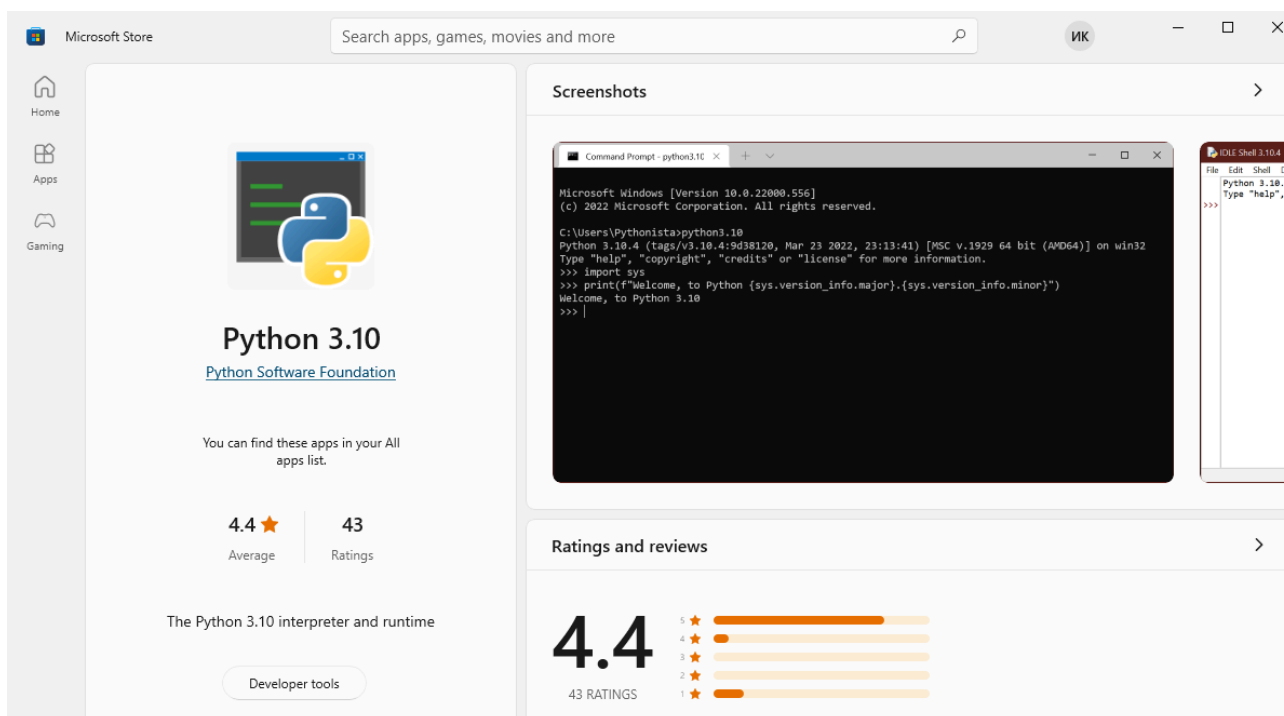 Microsoft Store
Search apps, games, movies and more
ИК
Home
Apps
Gaming
Python 3.10
Python Software Foundation
You can find these apps in your All
apps list.
4.4
43
Average
Ratings
The Python 3.10 interpreter and runtime
Developer tools
Screenshots
Command Prompt - python3.10
Microsoft Windows [Version 10.0.22000.556]
(c) 2022 Microsoft Corporation. All rights reserved.
C:\Users\Pythonista>python3.10
Python 3.10.4 (tags/v3.10.4:9d38120, Mar 23 2022, 23:13:41) [MSC v.1929 64 bit (AMD64)] on win32
Type "help", "copyright", "credits" or "license" for more information.
>>> import sys
>>> print(f"Welcome, to Python {sys.version_info.major}.{sys.version_info.minor}")
Welcome, to Python 3.10
>>>
IDLE Shell 3.10.4
File Edit Shell D
Python 3.10.
Type "help",
>>>
Ratings and reviews
4.4
43 RATINGS
5
4
3
2
1